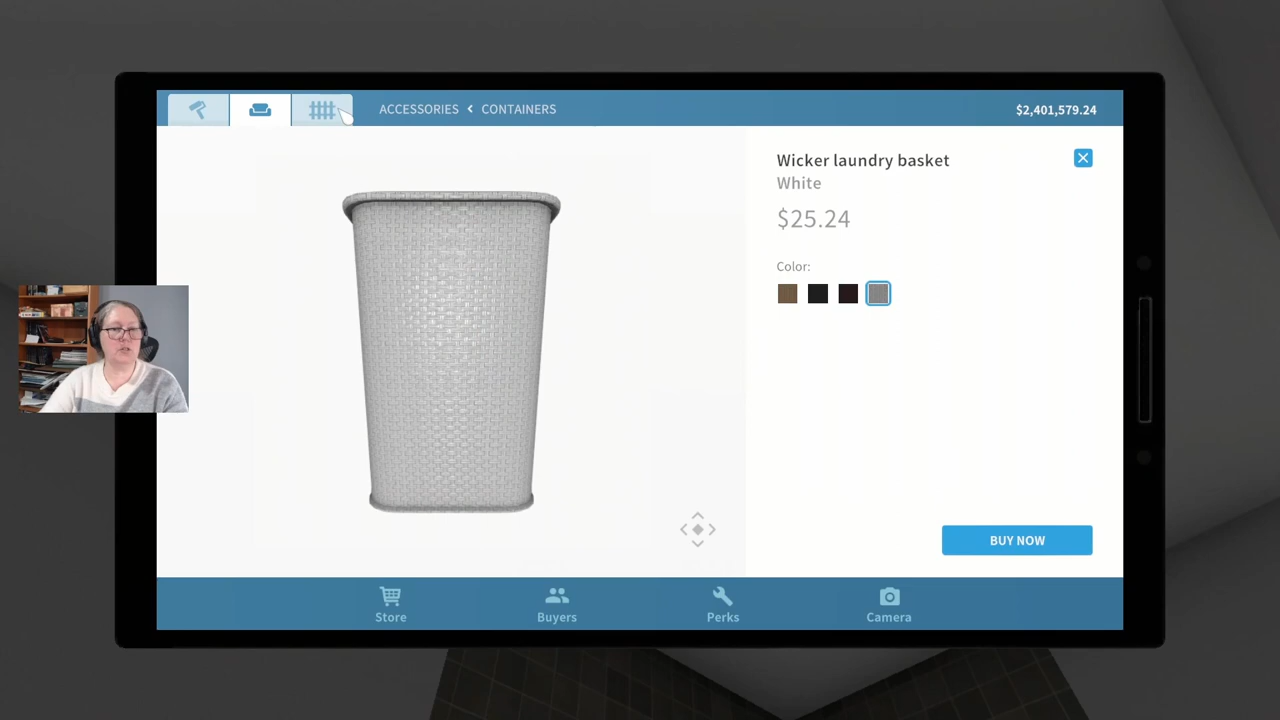 ACCESSORIES < CONTAINERS
$2,401,579.24
Wicker laundry basket
White
$25.24
Color:
BUY NOW
Store
Buyers
Perks
Camera